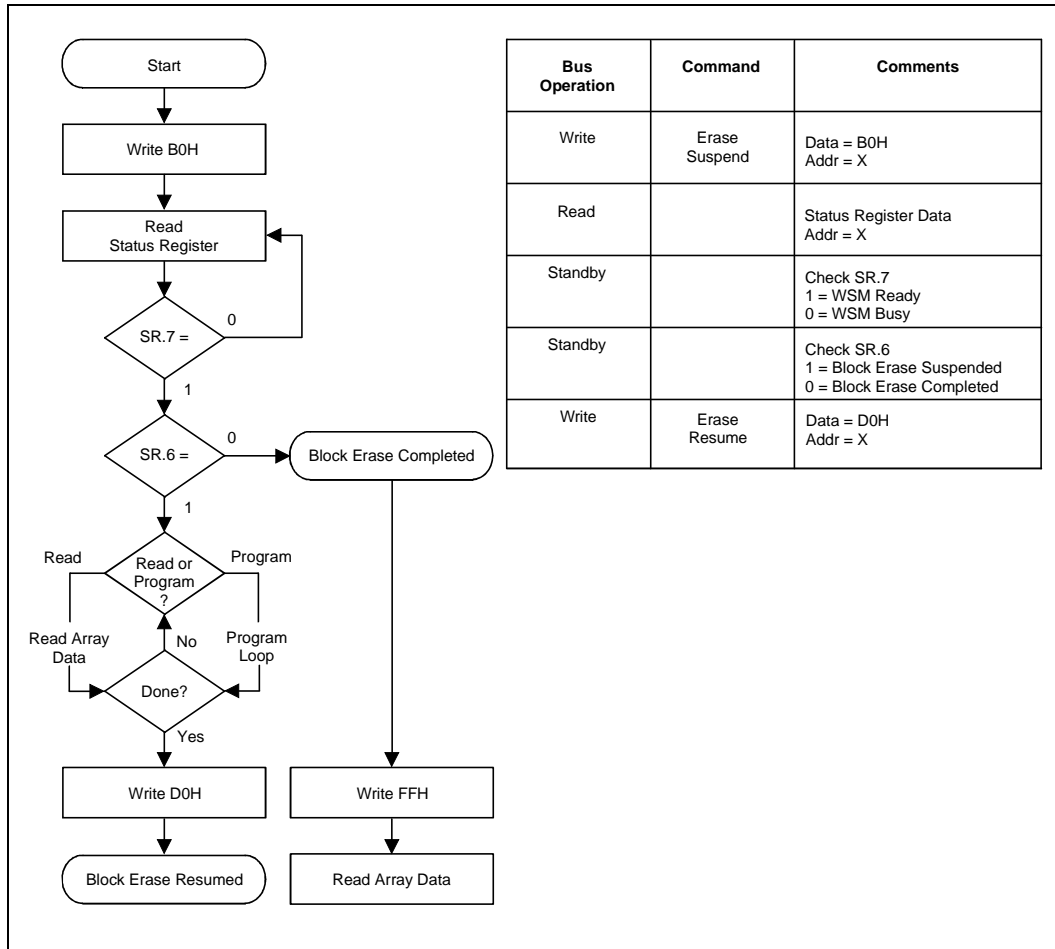 Start
Write B0H
Read
Status Register
SR.7 =
0
1
SR.6 =
0
Block Erase Completed
1
Read
Read or
Program
?
Program
Read Array
Data
No
Program
Loop
Done?
Yes
Write D0H
Write FFH
Block Erase Resumed
Read Array Data
Bus
Operation
Command
Comments
Write
Erase
Suspend
Data = B0H
Addr = X
Read
Status Register Data
Addr = X
Standby
Check SR.7
1 = WSM Ready
0 = WSM Busy
Standby
Check SR.6
1 = Block Erase Suspended
0 = Block Erase Completed
Write
Erase
Resume
Data = D0H
Addr = X